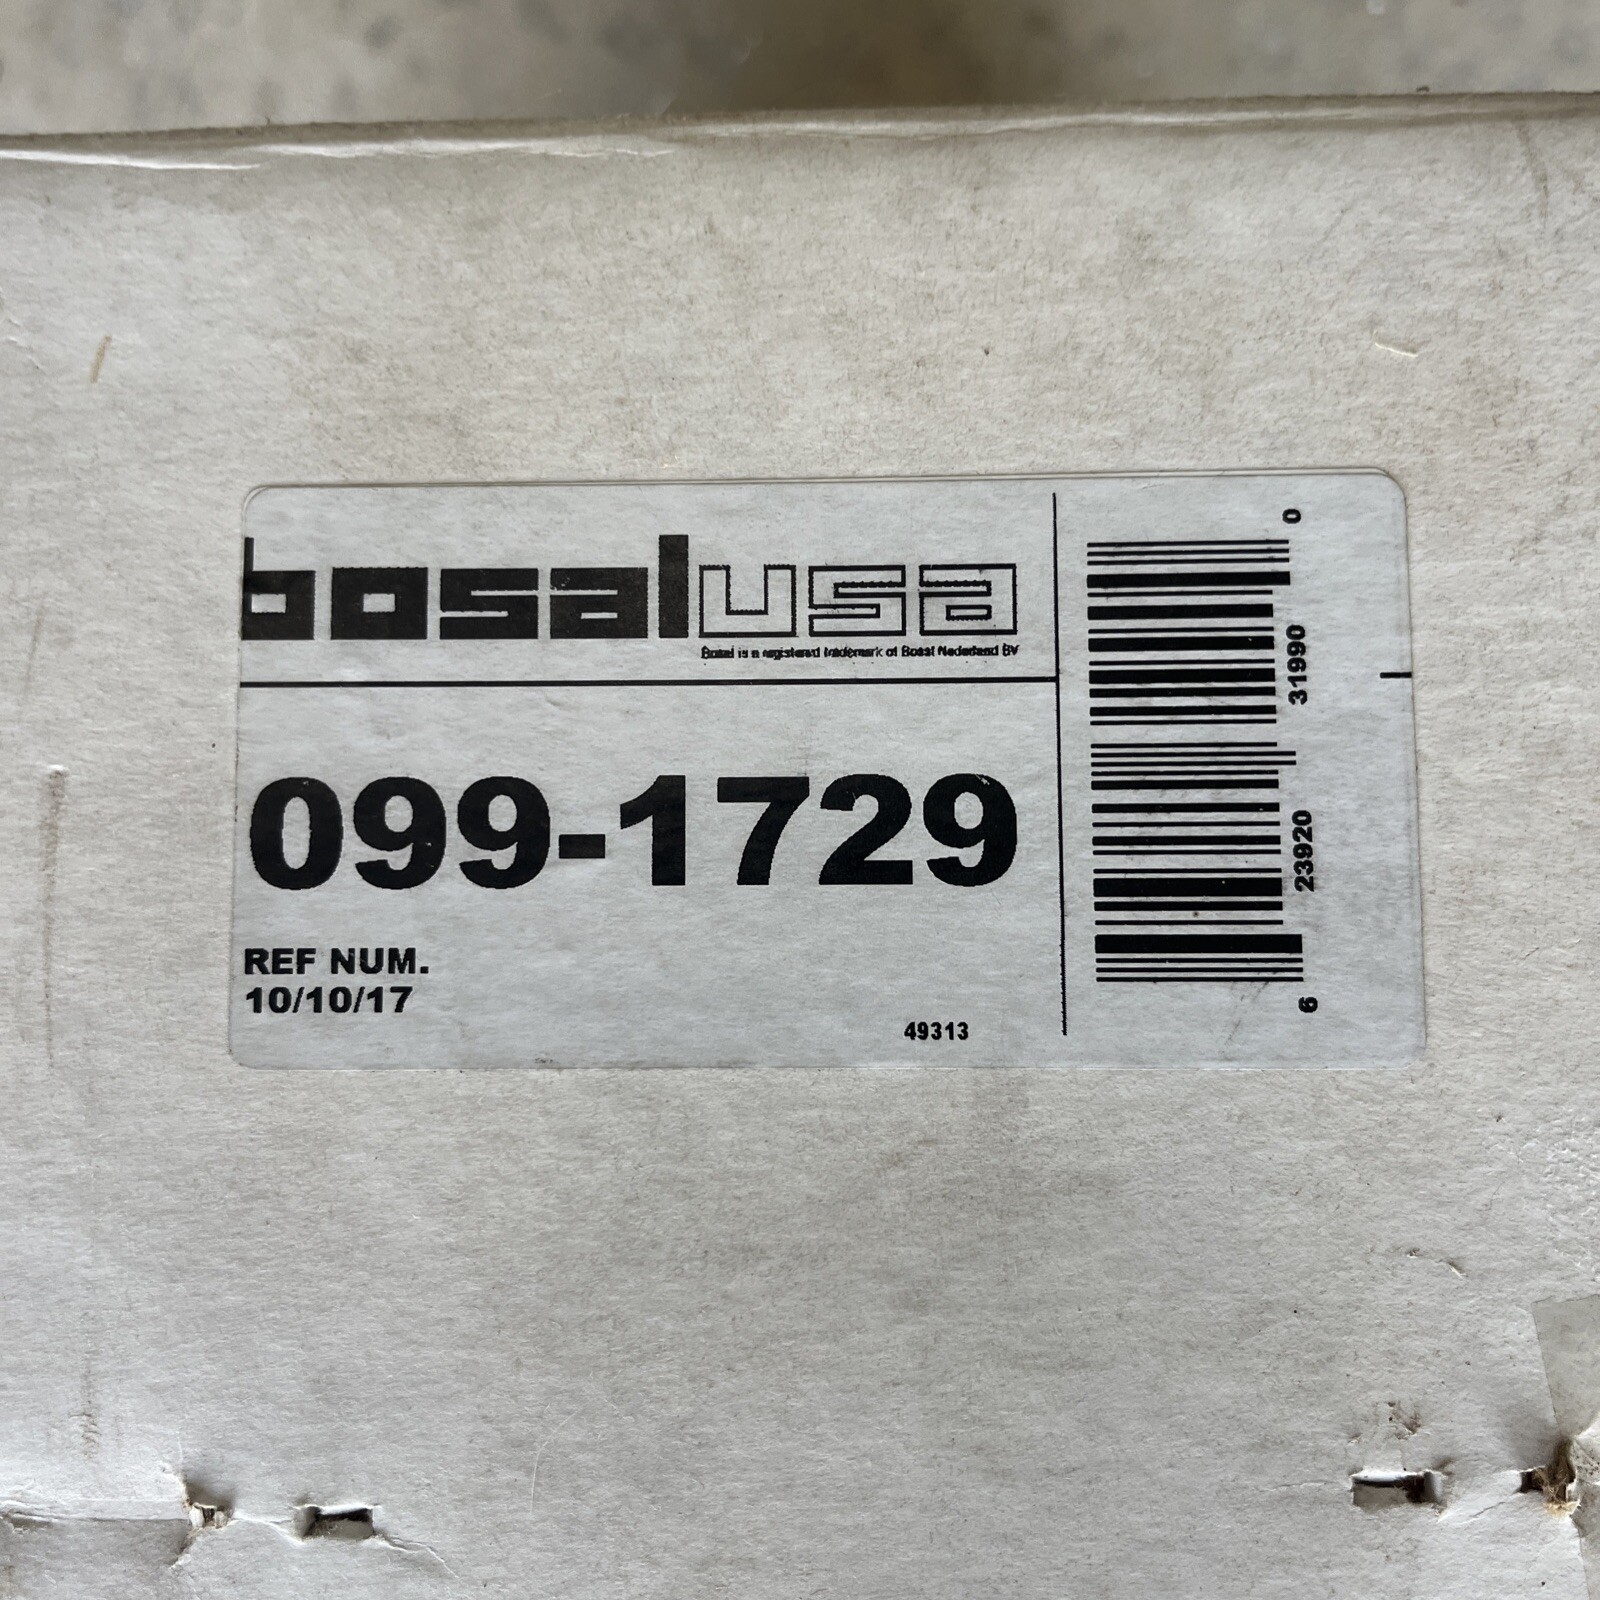 bosalusa
Bosal is a registered trademark of Bosal Nederland BV
099-1729
REF NUM.
10/10/17
49313
6 23920 31990 0